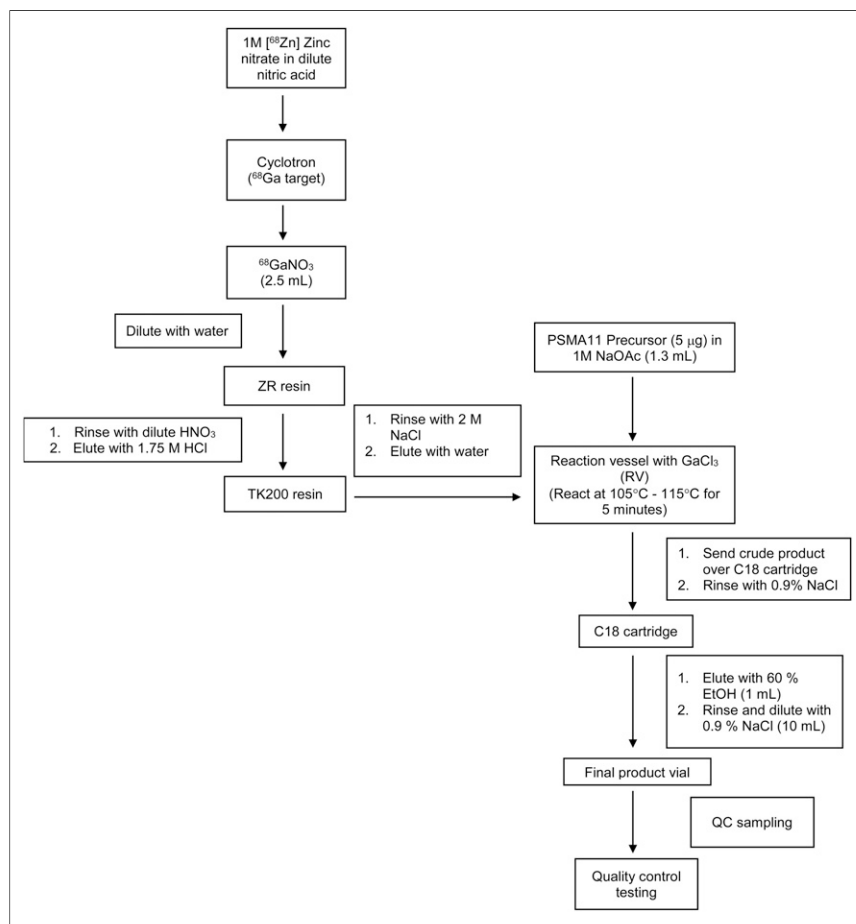 1M [⁶⁸Zn] Zinc
nitrate in dilute
nitric acid
Cyclotron
(⁶⁸Ga target)
⁶⁸GaNO₃
(2.5 mL)
Dilute with water
ZR resin
1. Rinse with dilute HNO₃
2. Elute with 1.75 M HCl
TK200 resin
1. Rinse with 2 M
NaCl
2. Elute with water
PSMA11 Precursor (5 μg) in
1M NaOAc (1.3 mL)
Reaction vessel with GaCl₃
(RV)
(React at 105°C - 115°C for
5 minutes)
1. Send crude product
over C18 cartridge
2. Rinse with 0.9% NaCl
C18 cartridge
1. Elute with 60 %
EtOH (1 mL)
2. Rinse and dilute with
0.9 % NaCl (10 mL)
Final product vial
QC sampling
Quality control
testing